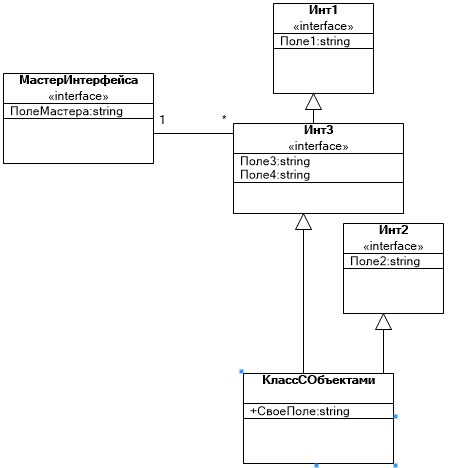 Инт1
«interface»
Поле1:string
МастерИнтерфейса
«interface»
ПолеМастера:string
1
*
Инт3
«interface»
Поле3:string
Поле4:string
Инт2
«interface»
Поле2:string
КлассСОбъектами
+СвоеПоле:string